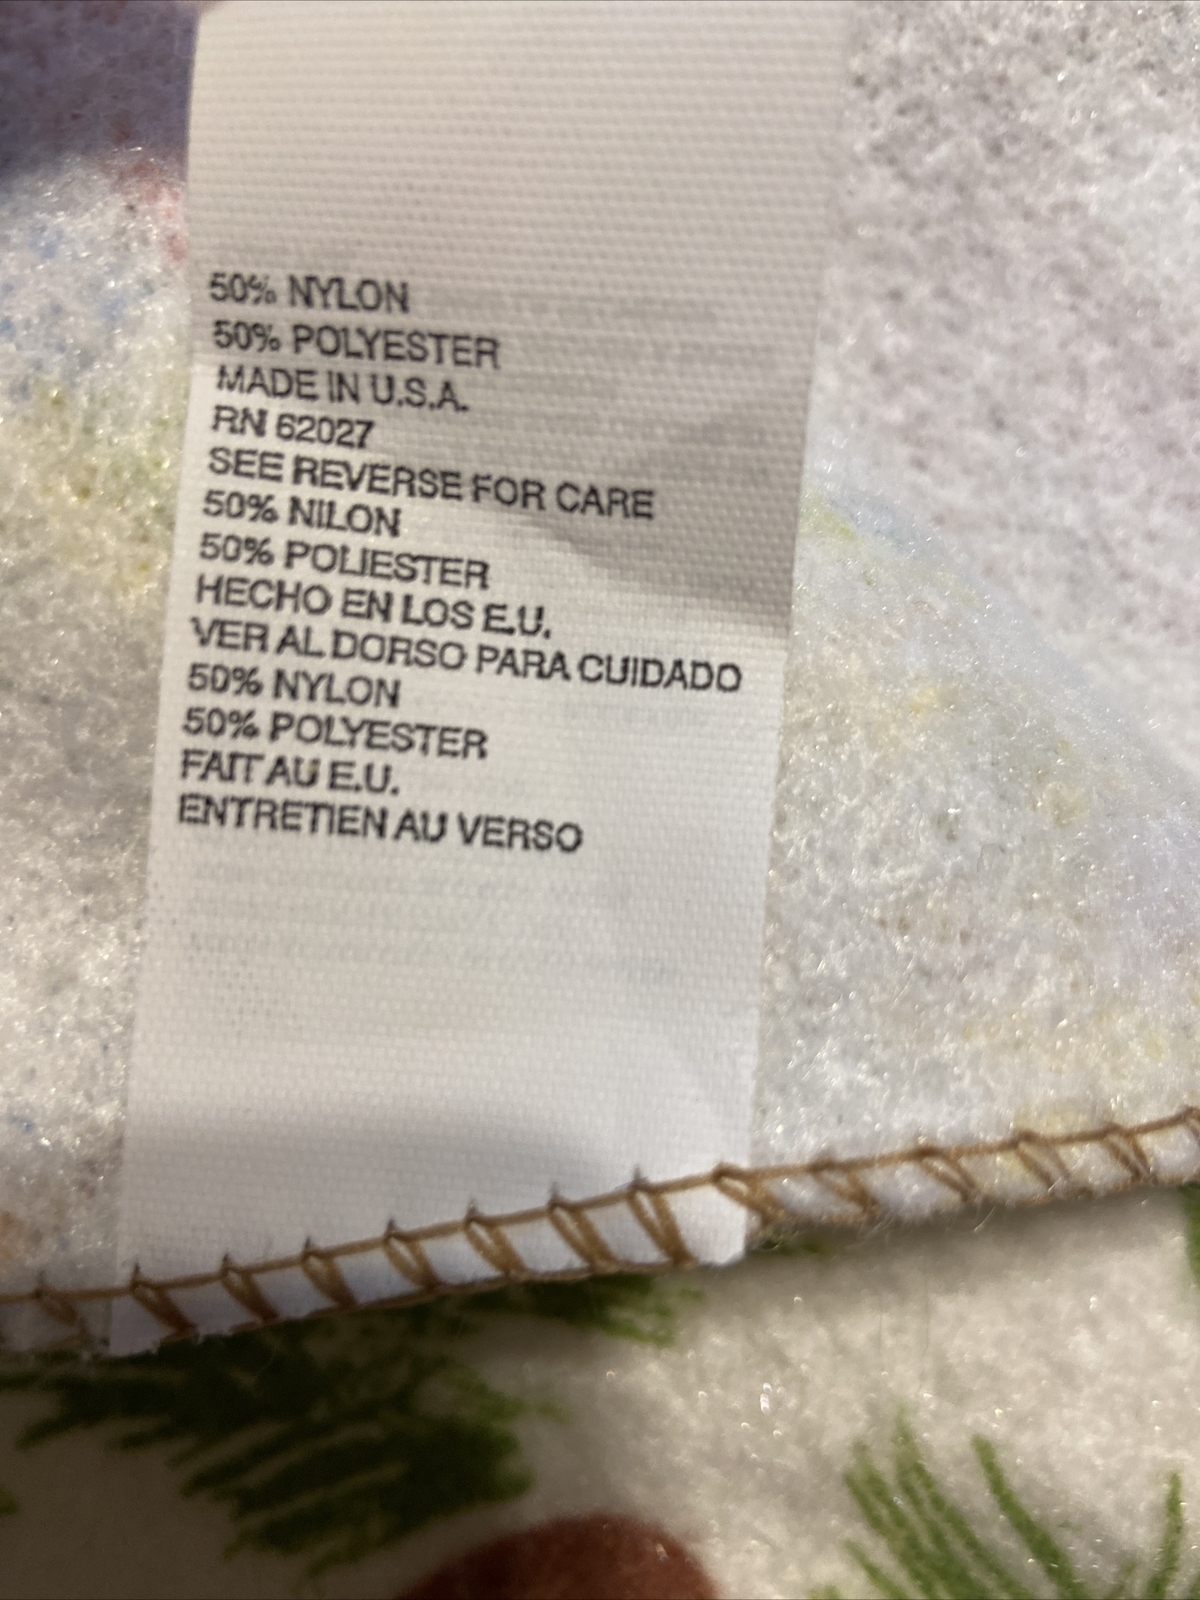 50% NYLON
50% POLYESTER
MADE IN U.S.A.
RN 62027
SEE REVERSE FOR CARE
50% NILON
50% POLIESTER
HECHO EN LOS E.U.
VER AL DORSO PARA CUIDADO
50% NYLON
50% POLYESTER
FAIT AU E.U.
ENTRETIEN AU VERSO